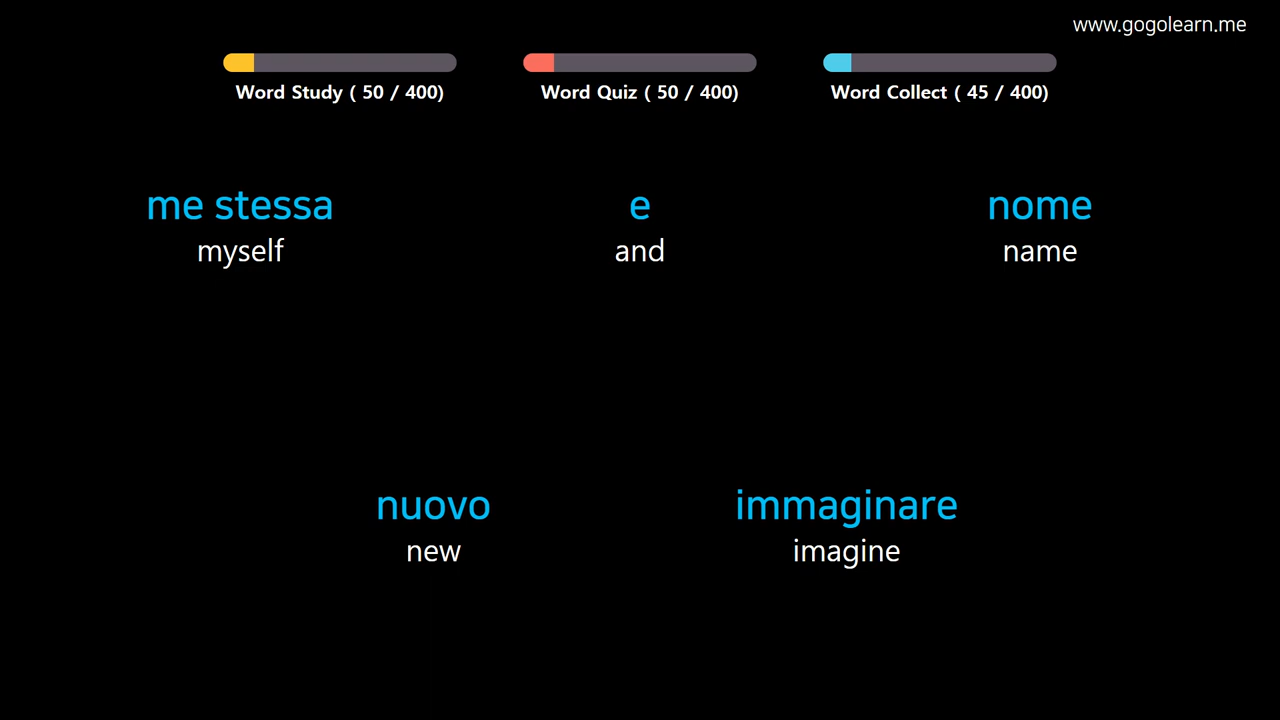 www.gogolearn.me
Word Study ( 50 / 400)
Word Quiz ( 50 / 400)
Word Collect ( 45 / 400)
me stessa
myself
e
and
nome
name
nuovo
new
immaginare
imagine